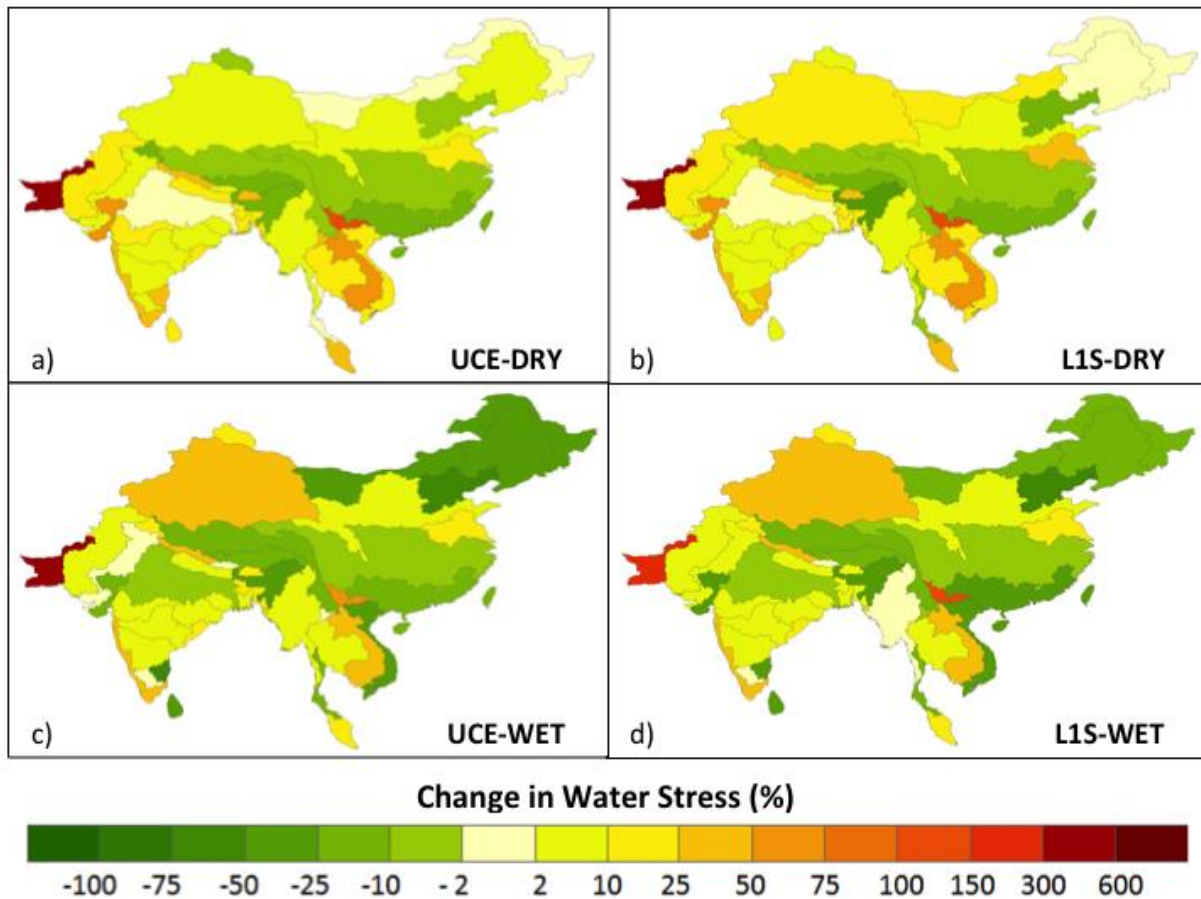 a) UCE-DRY
b) L1S-DRY
c) UCE-WET
d) L1S-WET
Change in Water Stress (%)
-100 -75 -50 -25 -10 - 2 2 10 25 50 75 100 150 300 600